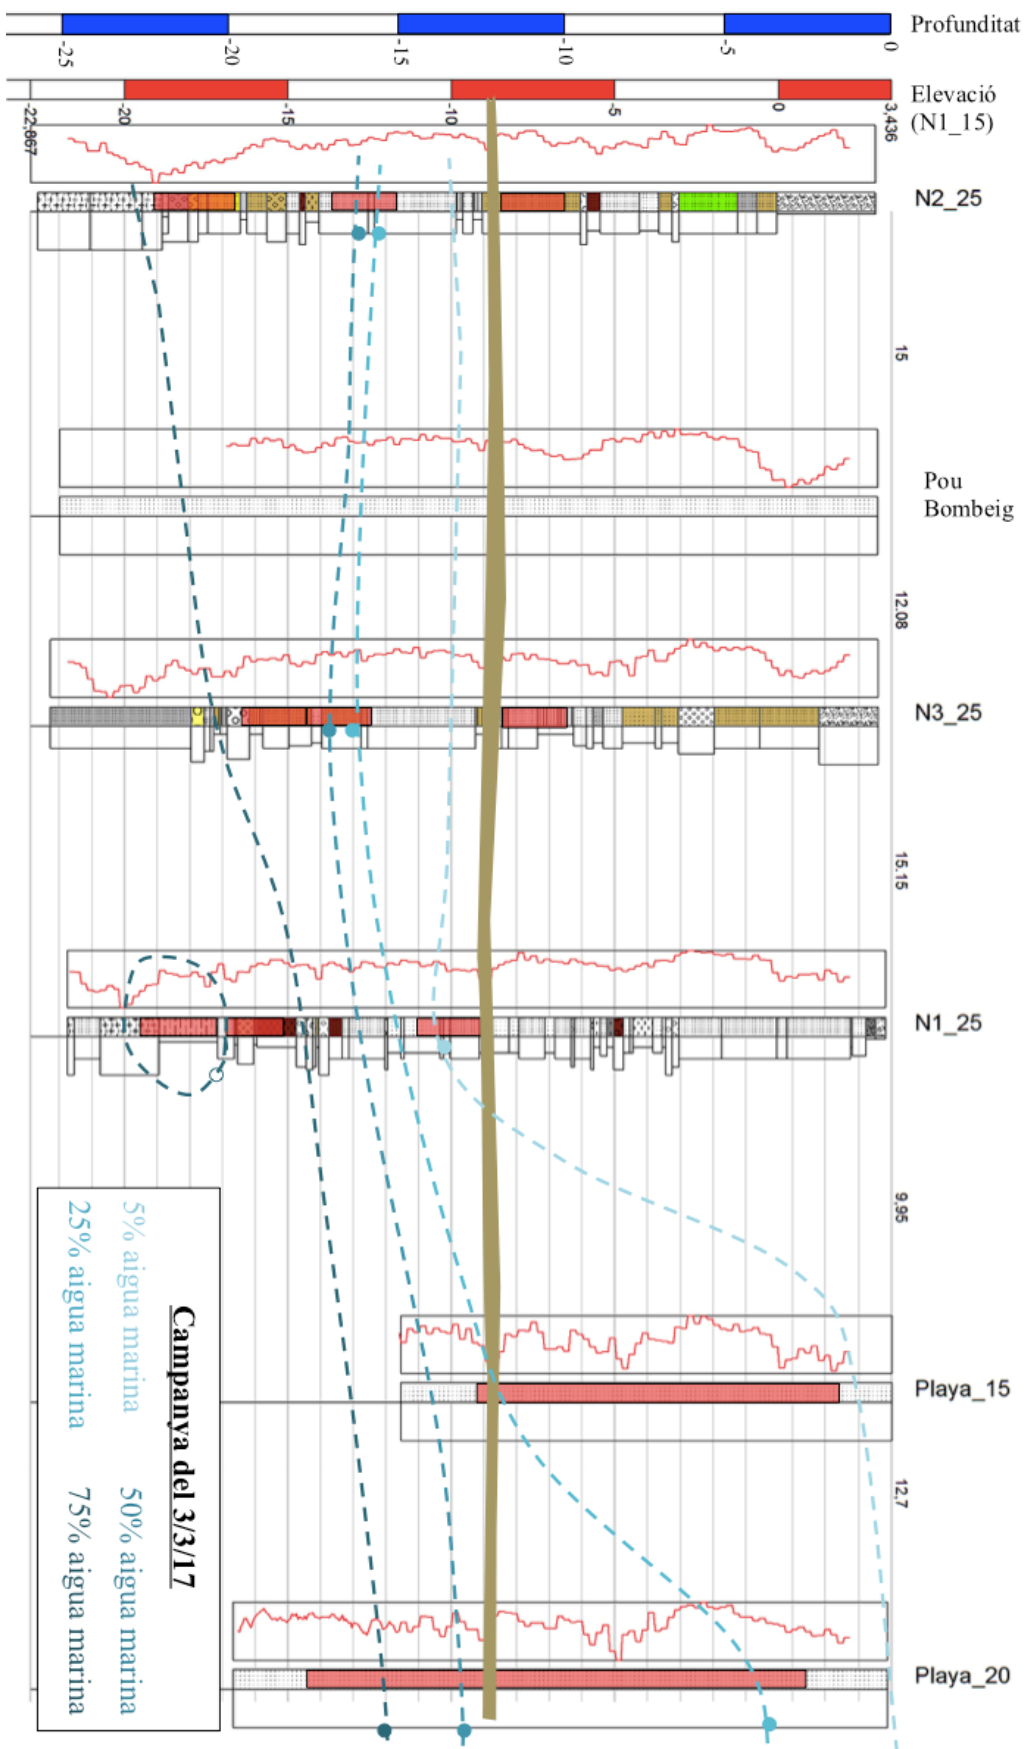 Profunditat
0
-5
-10
-15
-20
-25
Elevació
(N1_15)
3,436
0
-5
-10
-15
-20
-22,667
N2_25
15
Pou
Bombeig
12.08
N3_25
15.15
N1_25
9,95
Playa_15
12,7
Playa_20
Campanya del 3/3/17
5% aigua marina 50% aigua marina
25% aigua marina 75% aigua marina